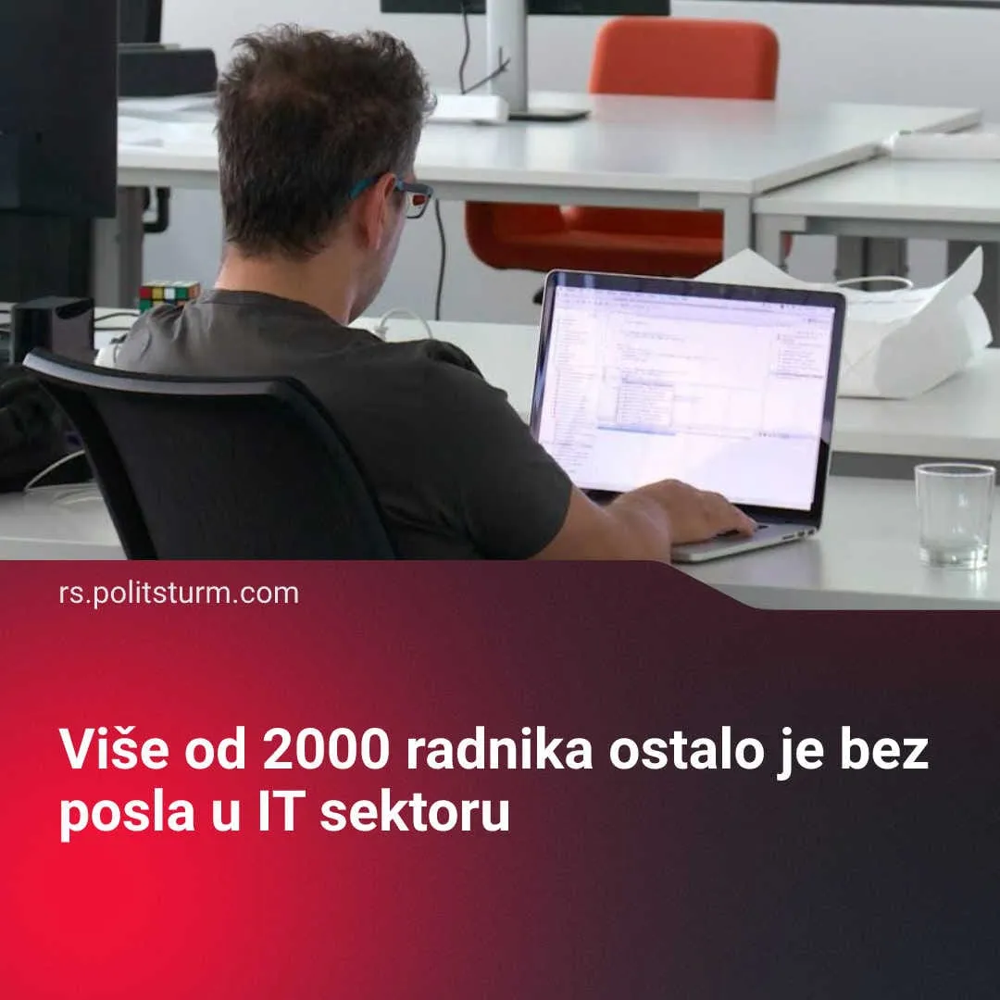 rs.politsturm.com
Više od 2000 radnika ostalo je bez
posla u IT sektoru